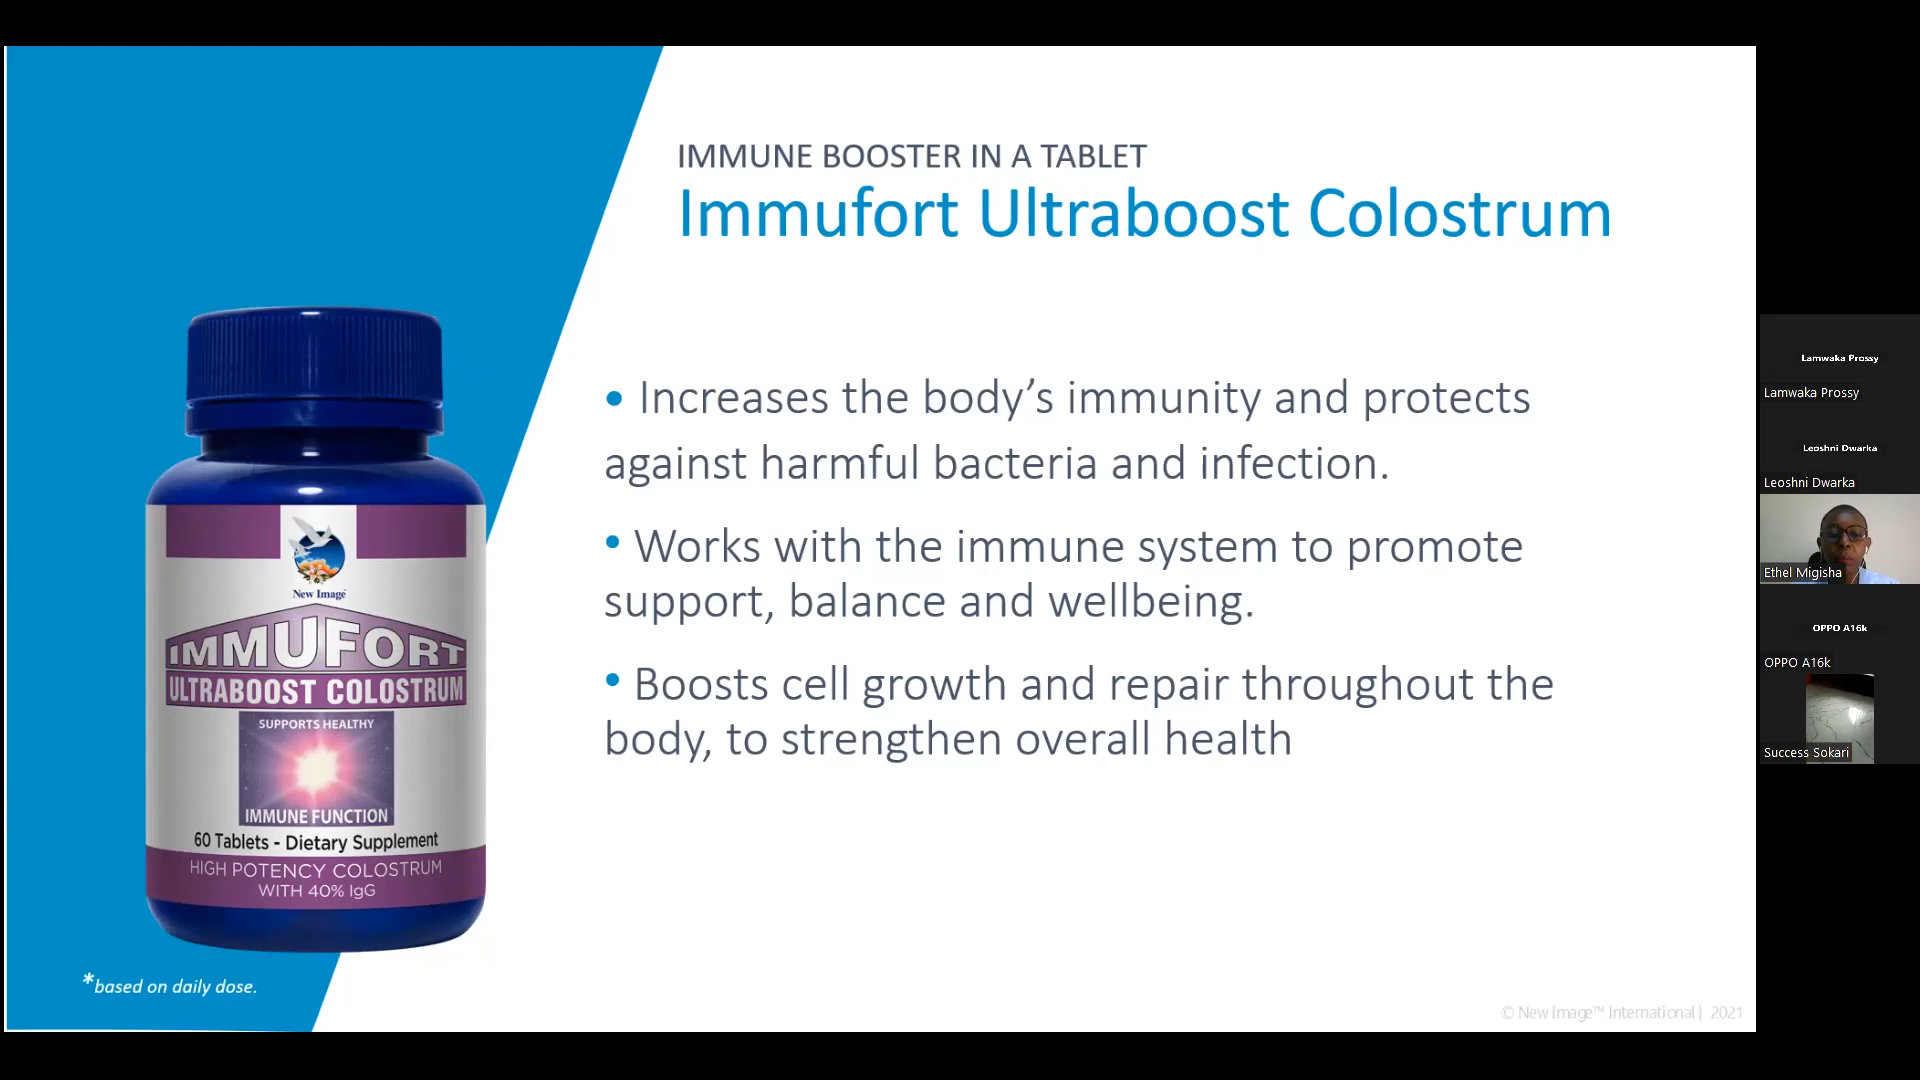 IMMUNE BOOSTER IN A TABLET
Immufort Ultraboost Colostrum
• Increases the body’s immunity and protects
against harmful bacteria and infection.
• Works with the immune system to promote
support, balance and wellbeing.
• Boosts cell growth and repair throughout the
body, to strengthen overall health
New Image
IMMUFORT
ULTRABOOST COLOSTRUM
SUPPORTS HEALTHY
IMMUNE FUNCTION
60 Tablets - Dietary Supplement
HIGH POTENCY COLOSTRUM
WITH 40% IgG
*based on daily dose.
© New Image™ International | 2021
Lamwaka Prossy
Lamwaka Prossy
Leoshni Dwarka
Leoshni Dwarka
Ethel Migisha
OPPO A16k
OPPO A16k
Success Sokari